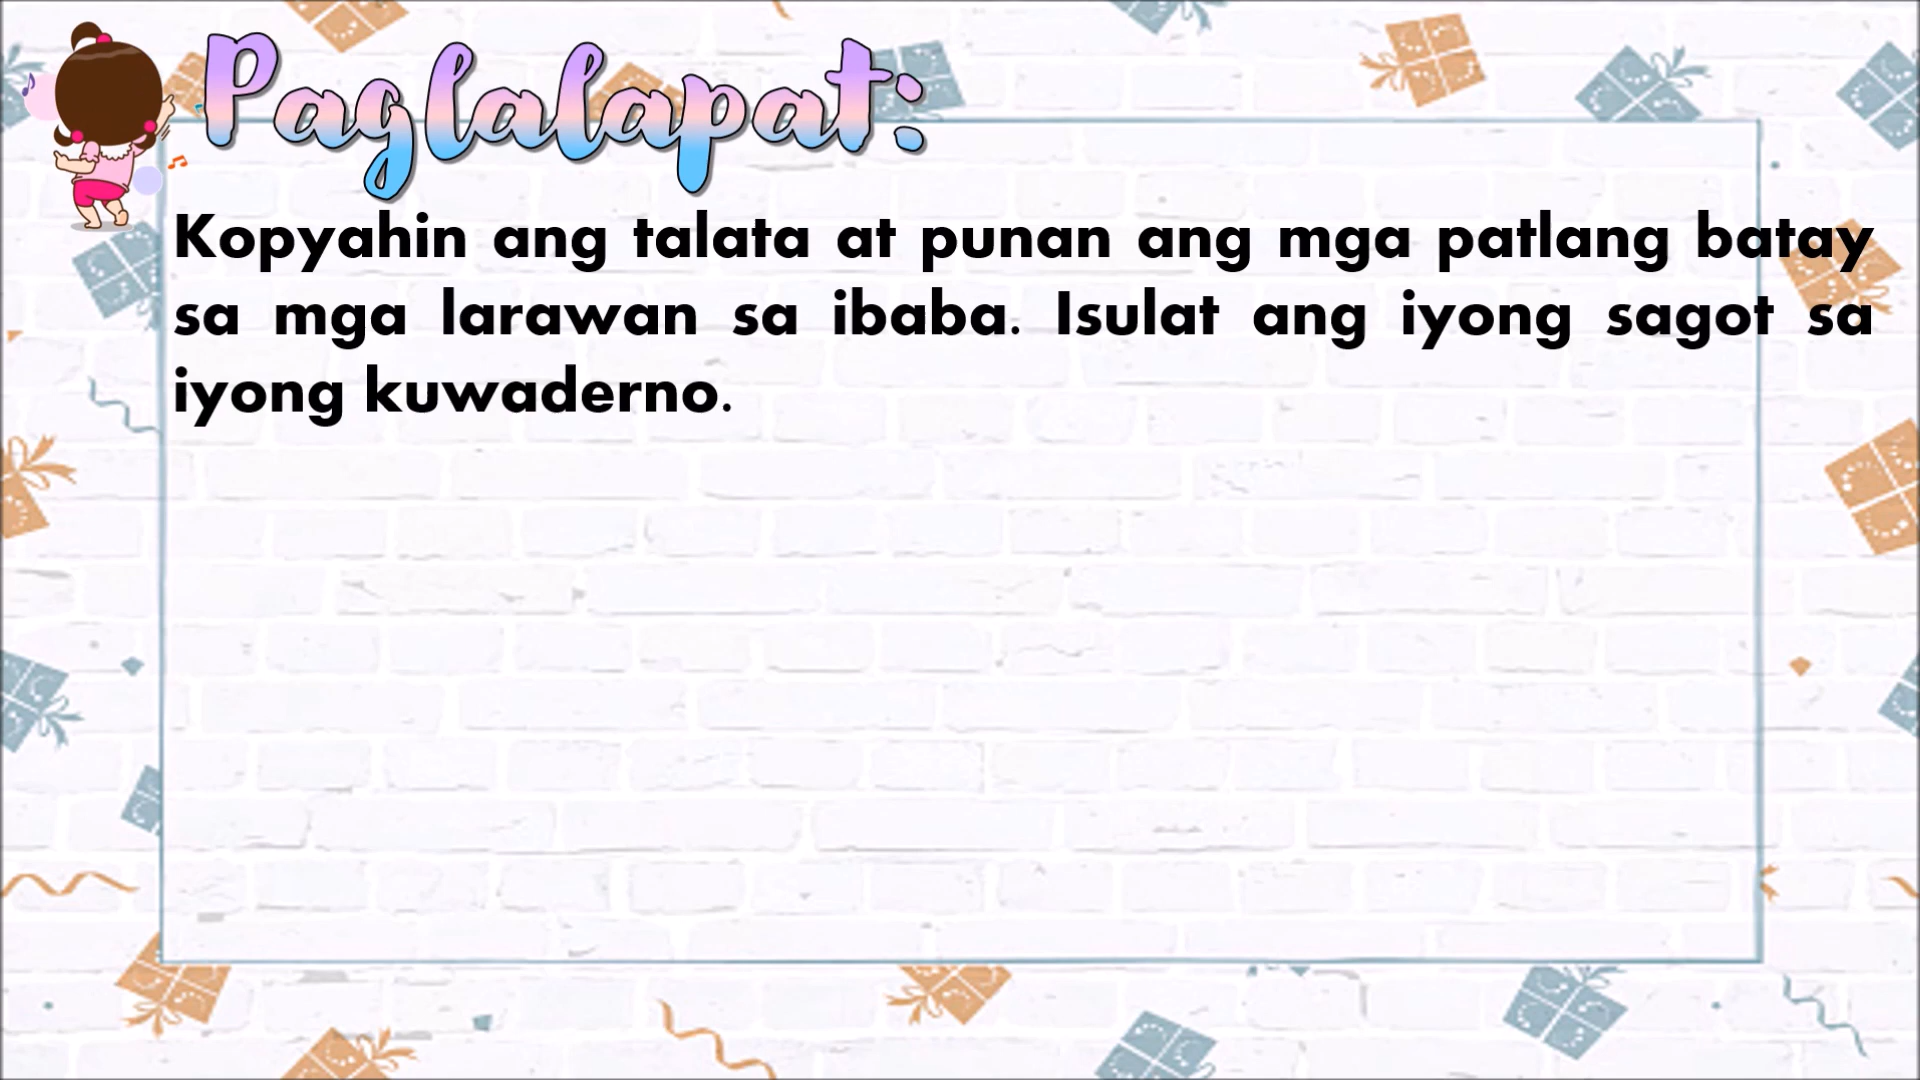 Paglalapat:
Kopyahin ang talata at punan ang mga patlang batay
sa mga larawan sa ibaba. Isulat ang iyong sagot sa
iyong kuwaderno.